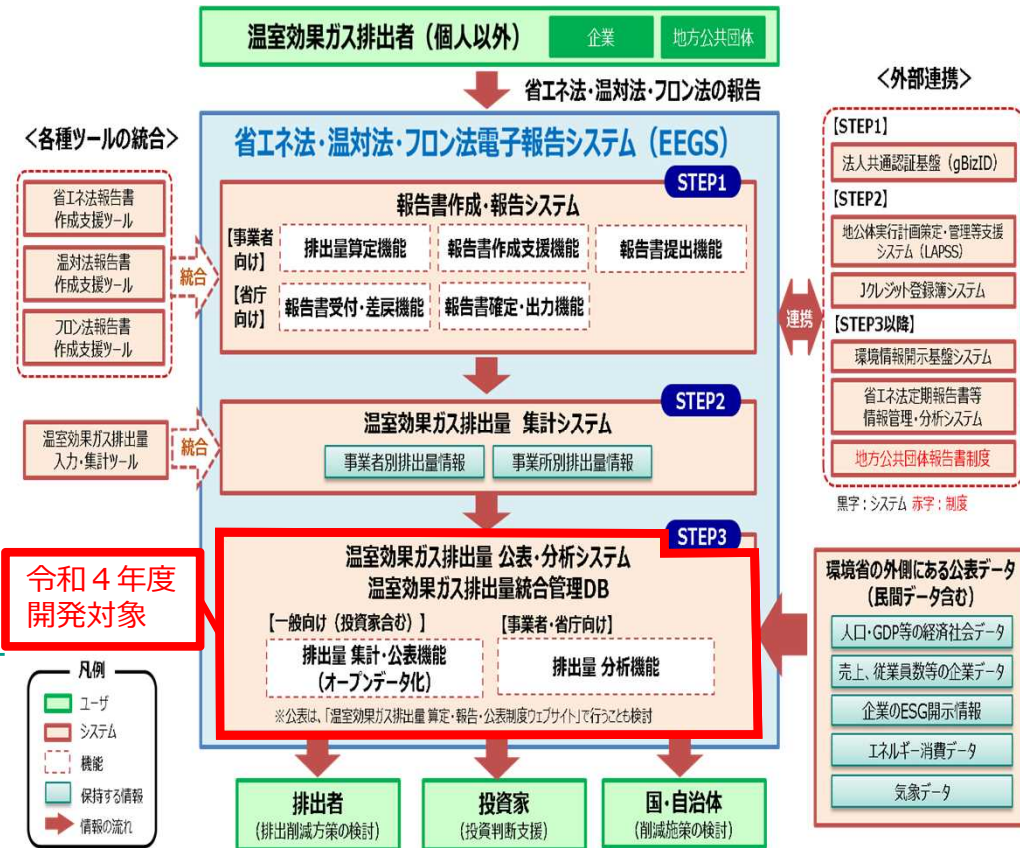 温室効果ガス排出者（個人以外）
企業
地方公共団体
省エネ法・温対法・フロン法の報告
＜各種ツールの統合＞
省エネ法報告書
作成支援ツール
温対法報告書
作成支援ツール
フロン法報告書
作成支援ツール
統合
温室効果ガス排出量
入力・集計ツール
統合
省エネ法・温対法・フロン法電子報告システム（EEGS）
STEP1
報告書作成・報告システム
【事業者
向け】
排出量算定機能
報告書作成支援機能
報告書提出機能
【省庁
向け】
報告書受付・差戻機能
報告書確定・出力機能
STEP2
温室効果ガス排出量 集計システム
事業者別排出量情報
事業所別排出量情報
STEP3
温室効果ガス排出量 公表・分析システム
温室効果ガス排出量統合管理DB
【一般向け（投資家含む）】
排出量 集計・公表機能
（オープンデータ化）
【事業者・省庁向け】
排出量 分析機能
※公表は、「温室効果ガス排出量 算定・報告・公表制度ウェブサイト」で行うことも検討
令和４年度
開発対象
連携
＜外部連携＞
【STEP1】
法人共通認証基盤（gBizID）
【STEP2】
地公体実行計画策定・管理等支援
システム（LAPSS）
Jクレジット登録簿システム
【STEP3以降】
環境情報開示基盤システム
省エネ法定期報告書等
情報管理・分析システム
地方公共団体報告書制度
黒字：システム 赤字：制度
環境省の外側にある公表データ
（民間データ含む）
人口・GDP等の経済社会データ
売上、従業員数等の企業データ
企業のESG開示情報
エネルギー消費データ
気象データ
凡例
ユーザ
システム
機能
保持する情報
情報の流れ
排出者
（排出削減方策の検討）
投資家
（投資判断支援）
国・自治体
（削減施策の検討）